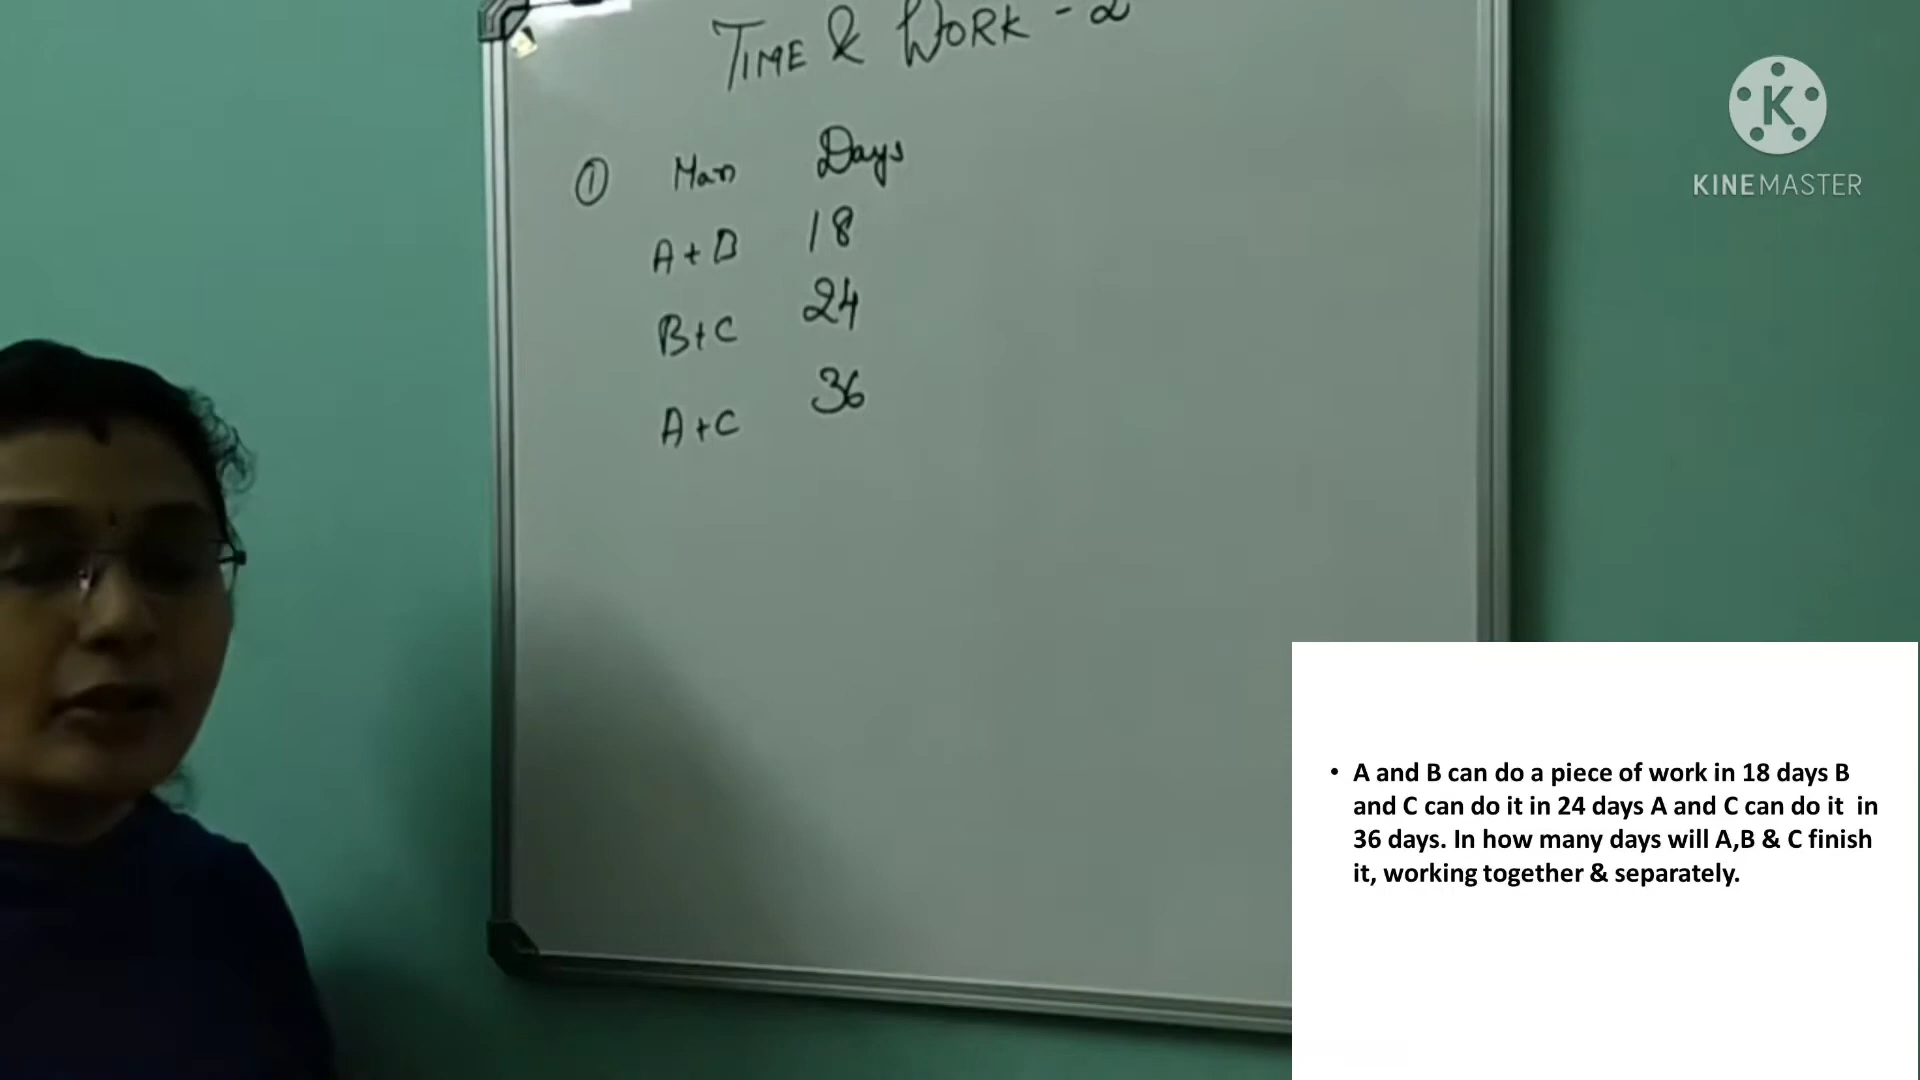 TIME & WORK - 2
① Man Days
A+B 18
B+C 24
A+C 36
K
KINEMASTER
• A and B can do a piece of work in 18 days B
and C can do it in 24 days A and C can do it in
36 days. In how many days will A,B & C finish
it, working together & separately.